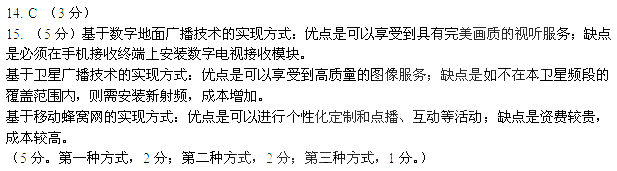 14. C （3分）
15. （5分）基于数字地面广播技术的实现方式：优点是可以享受到具有完美画质的视听服务；缺点
是必须在手机接收终端上安装数字电视接收模块。
基于卫星广播技术的实现方式：优点是可以享受到高质量的图像服务；缺点是如不在本卫星频段的
覆盖范围内，则需安装新射频，成本增加。
基于移动蜂窝网的实现方式：优点是可以进行个性化定制和点播、互动等活动；缺点是资费较贵，
成本较高。
（5分。第一种方式，2分；第二种方式，2分；第三种方式，1分。）